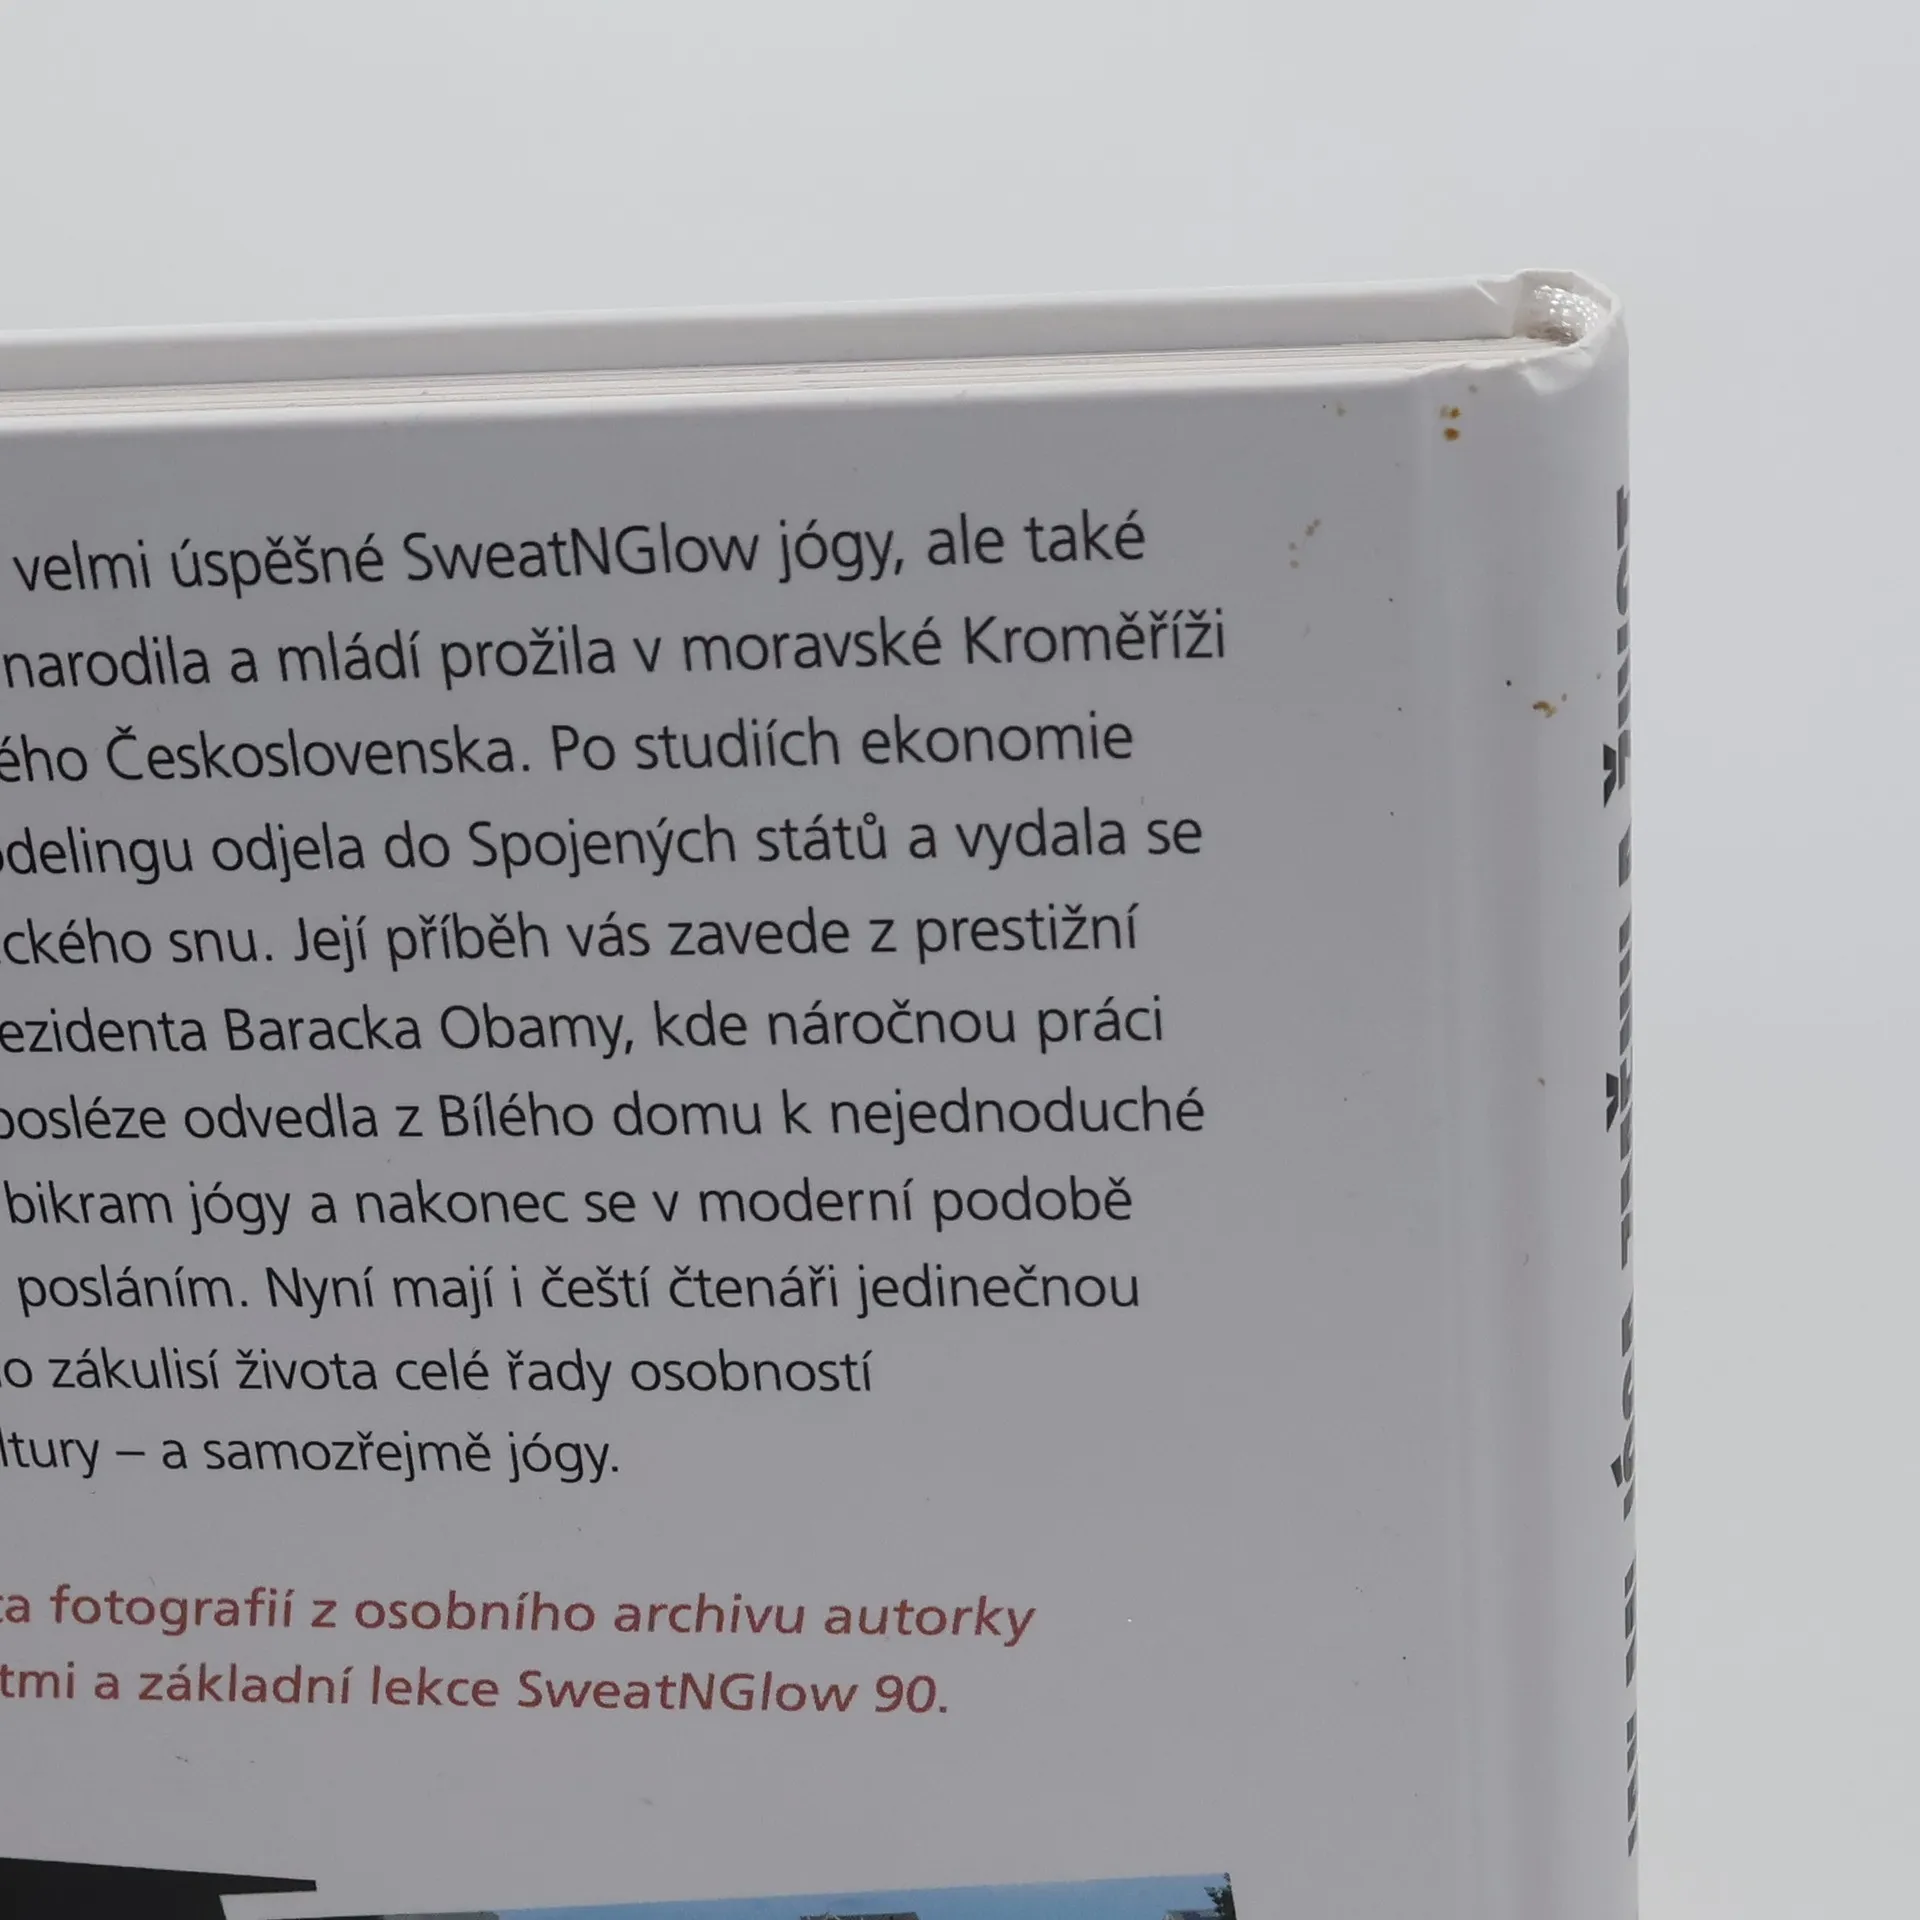 velmi úspěšné SweatNGlow jógy, ale také
narodila a mládí prožila v moravské Kroměříži
ého Československa. Po studiích ekonomie
delingu odjela do Spojených států a vydala se
ckého snu. Její příběh vás zavede z prestižní
ezidenta Baracka Obamy, kde náročnou práci
posléze odvedla z Bílého domu k nejednoduché
bikram jógy a nakonec se v moderní podobě
posláním. Nyní mají i čeští čtenáři jedinečnou
o zákulisí života celé řady osobností
ltury – a samozřejmě jógy.
ta fotografií z osobního archivu autorky
tmi a základní lekce SweatNGlow 90.